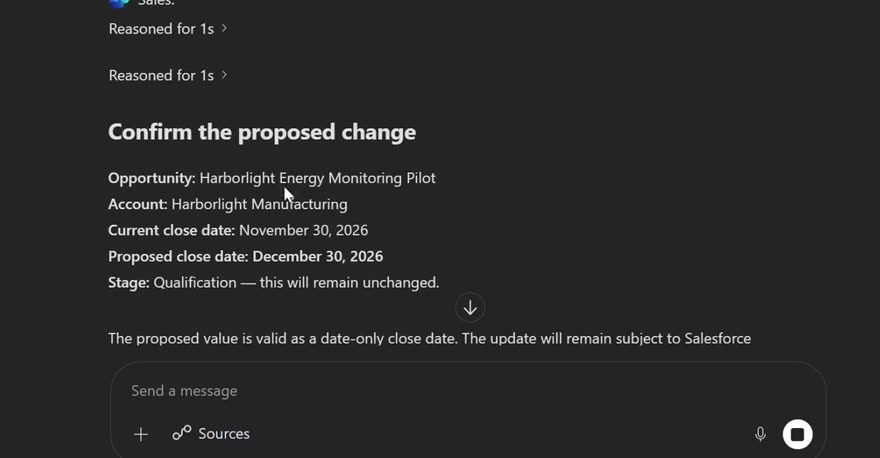 Sales.
Reasoned for 1s
Reasoned for 1s
Confirm the proposed change
Opportunity: Harborlight Energy Monitoring Pilot
Account: Harborlight Manufacturing
Current close date: November 30, 2026
Proposed close date: December 30, 2026
Stage: Qualification — this will remain unchanged.
The proposed value is valid as a date-only close date. The update will remain subject to Salesforce
Send a message
Sources